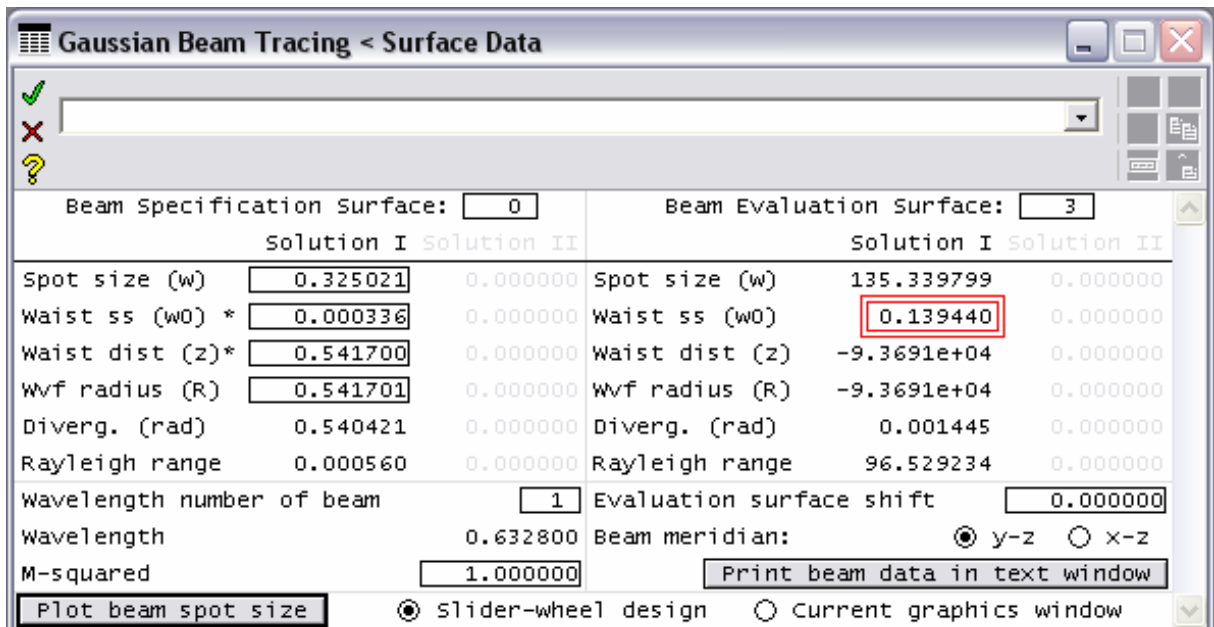 Gaussian Beam Tracing < Surface Data
Beam Specification Surface: 0 Beam Evaluation Surface: 3
Solution I Solution II Solution I Solution II
Spot size (w) 0.325021 0.000000 Spot size (w) 135.339799 0.000000
Waist ss (w0) * 0.000336 0.000000 Waist ss (w0) 0.139440 0.000000
Waist dist (z)* 0.541700 0.000000 Waist dist (z) -9.3691e+04 0.000000
Wvf radius (R) 0.541701 0.000000 Wvf radius (R) -9.3691e+04 0.000000
Diverg. (rad) 0.540421 0.000000 Diverg. (rad) 0.001445 0.000000
Rayleigh range 0.000560 0.000000 Rayleigh range 96.529234 0.000000
Wavelength number of beam 1 Evaluation surface shift 0.000000
Wavelength 0.632800 Beam meridian: y-z x-z
M-squared 1.000000 Print beam data in text window
Plot beam spot size Slider-wheel design Current graphics window